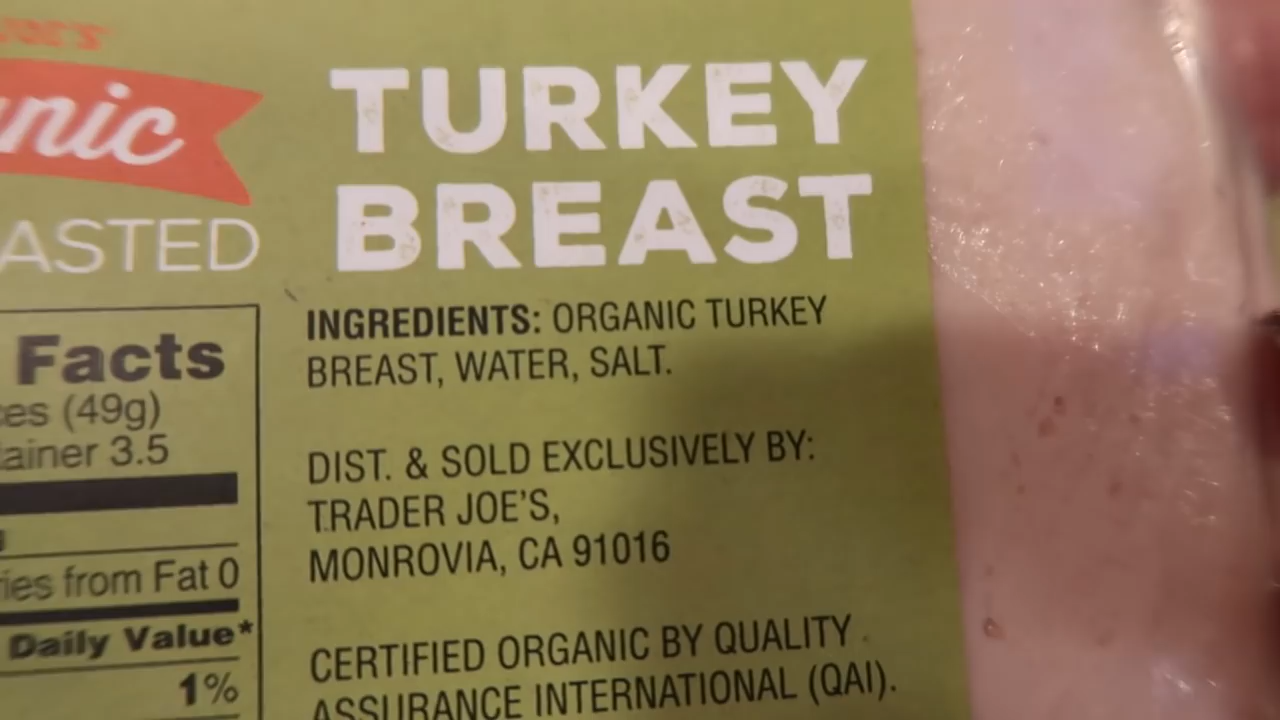 JOE'S
nic
TURKEY
BREAST
ASTED
Facts
es (49g)
ainer 3.5
ies from Fat 0
Daily Value*
1%
INGREDIENTS: ORGANIC TURKEY
BREAST, WATER, SALT.
DIST. & SOLD EXCLUSIVELY BY:
TRADER JOE'S,
MONROVIA, CA 91016
CERTIFIED ORGANIC BY QUALITY
ASSURANCE INTERNATIONAL (QAI).